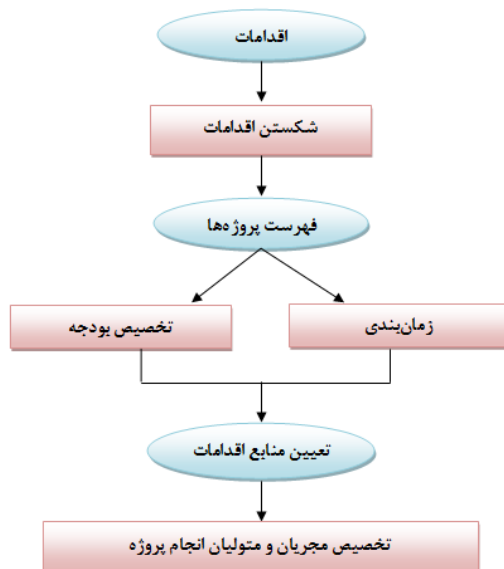 اقدامات
شکستن اقدامات
فهرست پروژه‌ها
زمان‌بندی
تخصیص بودجه
تعیین منابع اقدامات
تخصیص مجریان و متولیان انجام پروژه